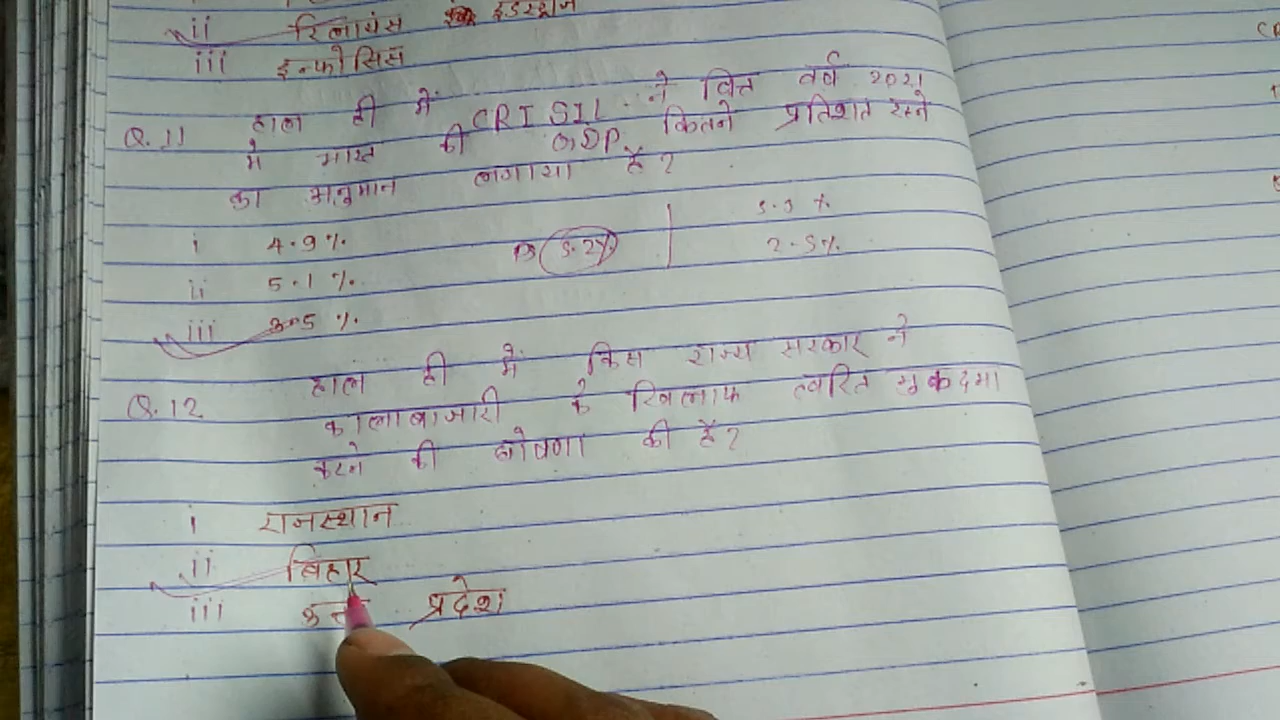 ii रिलायंस इंडस्ट्रीज
iii इन्फोसिस
Q.11 हाल ही में CRISIL ने वित्त वर्ष 2021
मे भारत की GDP कितने प्रतिशत रहने
का अनुमान लगाया हैं?
i 4.9%
5.2%
ii 5.1%
2.5%
iii 3.5%
Q.12 हाल ही में किस राज्य सरकार ने
कालाबाजारी के खिलाफ त्वरित मुकदमा
करने की घोषणा की हैं?
i राजस्थान
ii बिहार
iii प्रदेश